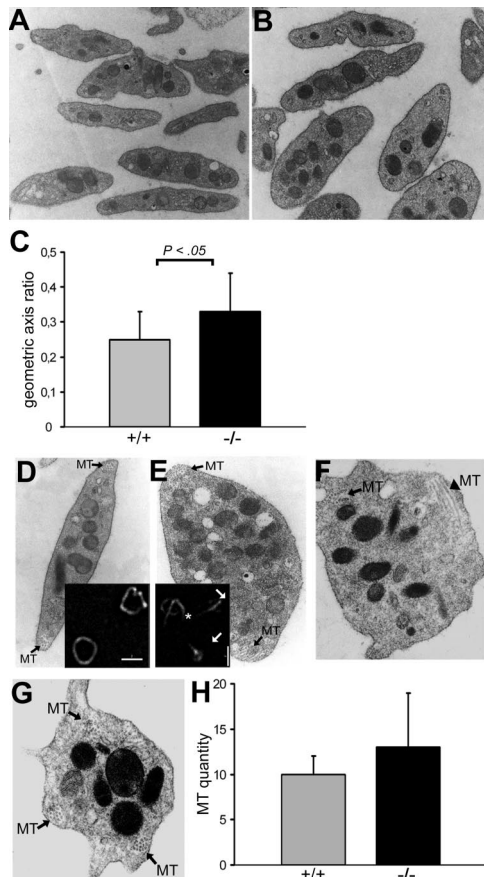 A
B
C
P < .05
geometric axis ratio
0,5
0,4
0,3
0,2
0,1
0
+/+
-/-
D
MT
MT
E
MT
*
MT
F
MT
MT
G
MT
MT
MT
H
MT quantity
20
15
10
5
0
+/+
-/-